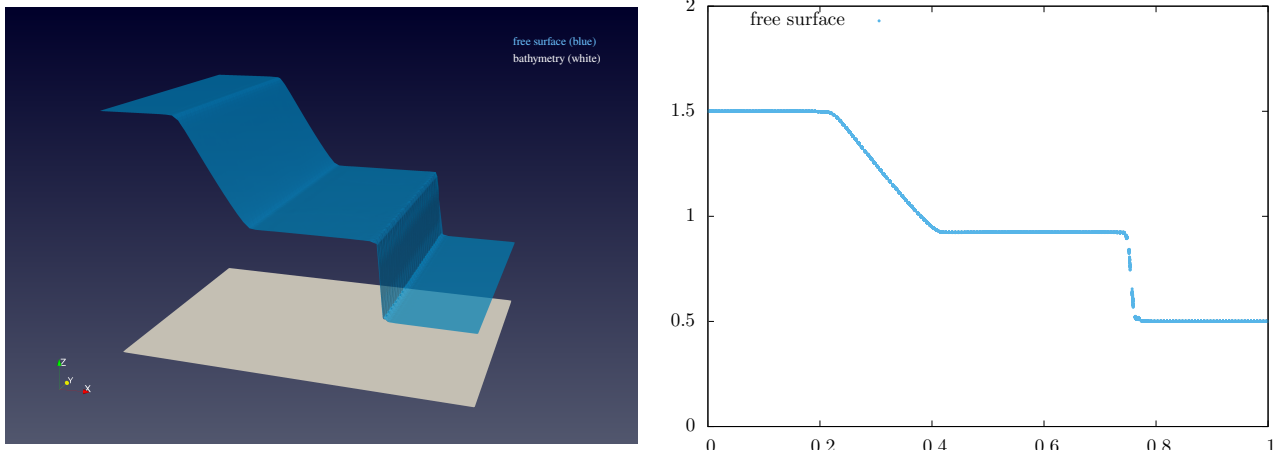 free surface (blue)
bathymetry (white)
Z
Y
X
free surface
2
1.5
1
0.5
0
0 0.2 0.4 0.6 0.8 1